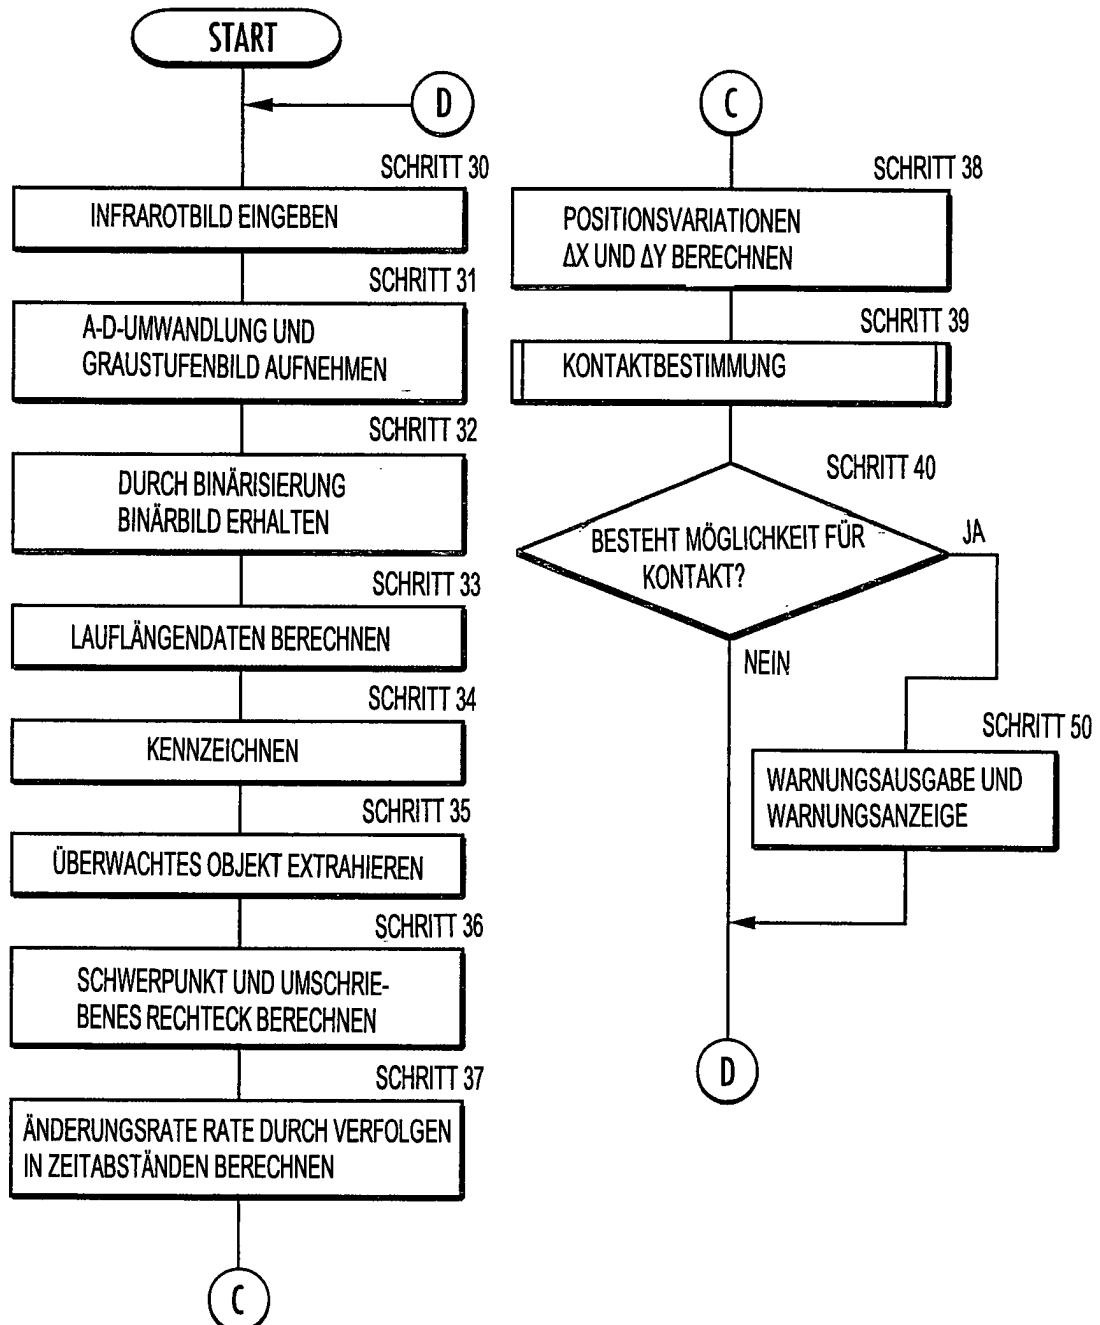 START
D
SCHRITT 30
INFRAROTBILD EINGEBEN
SCHRITT 31
A-D-UMWANDLUNG UND
GRAUSTUFENBILD AUFNEHMEN
SCHRITT 32
DURCH BINÄRISIERUNG
BINÄRBILD ERHALTEN
SCHRITT 33
LAUFLÄNGENDATEN BERECHNEN
SCHRITT 34
KENNZEICHNEN
SCHRITT 35
ÜBERWACHTES OBJEKT EXTRAHIEREN
SCHRITT 36
SCHWERPUNKT UND UMSCHRIE-
BENES RECHTECK BERECHNEN
SCHRITT 37
ÄNDERUNGSRATE RATE DURCH VERFOLGEN
IN ZEITABSTÄNDEN BERECHNEN
C
C
SCHRITT 38
POSITIONSVARIATIONEN
ΔX UND ΔY BERECHNEN
SCHRITT 39
KONTAKTBESTIMMUNG
SCHRITT 40
BESTEHT MÖGLICHKEIT FÜR
KONTAKT?
JA
NEIN
SCHRITT 50
WARNUNGSAUSGABE UND
WARNUNGSANZEIGE
D